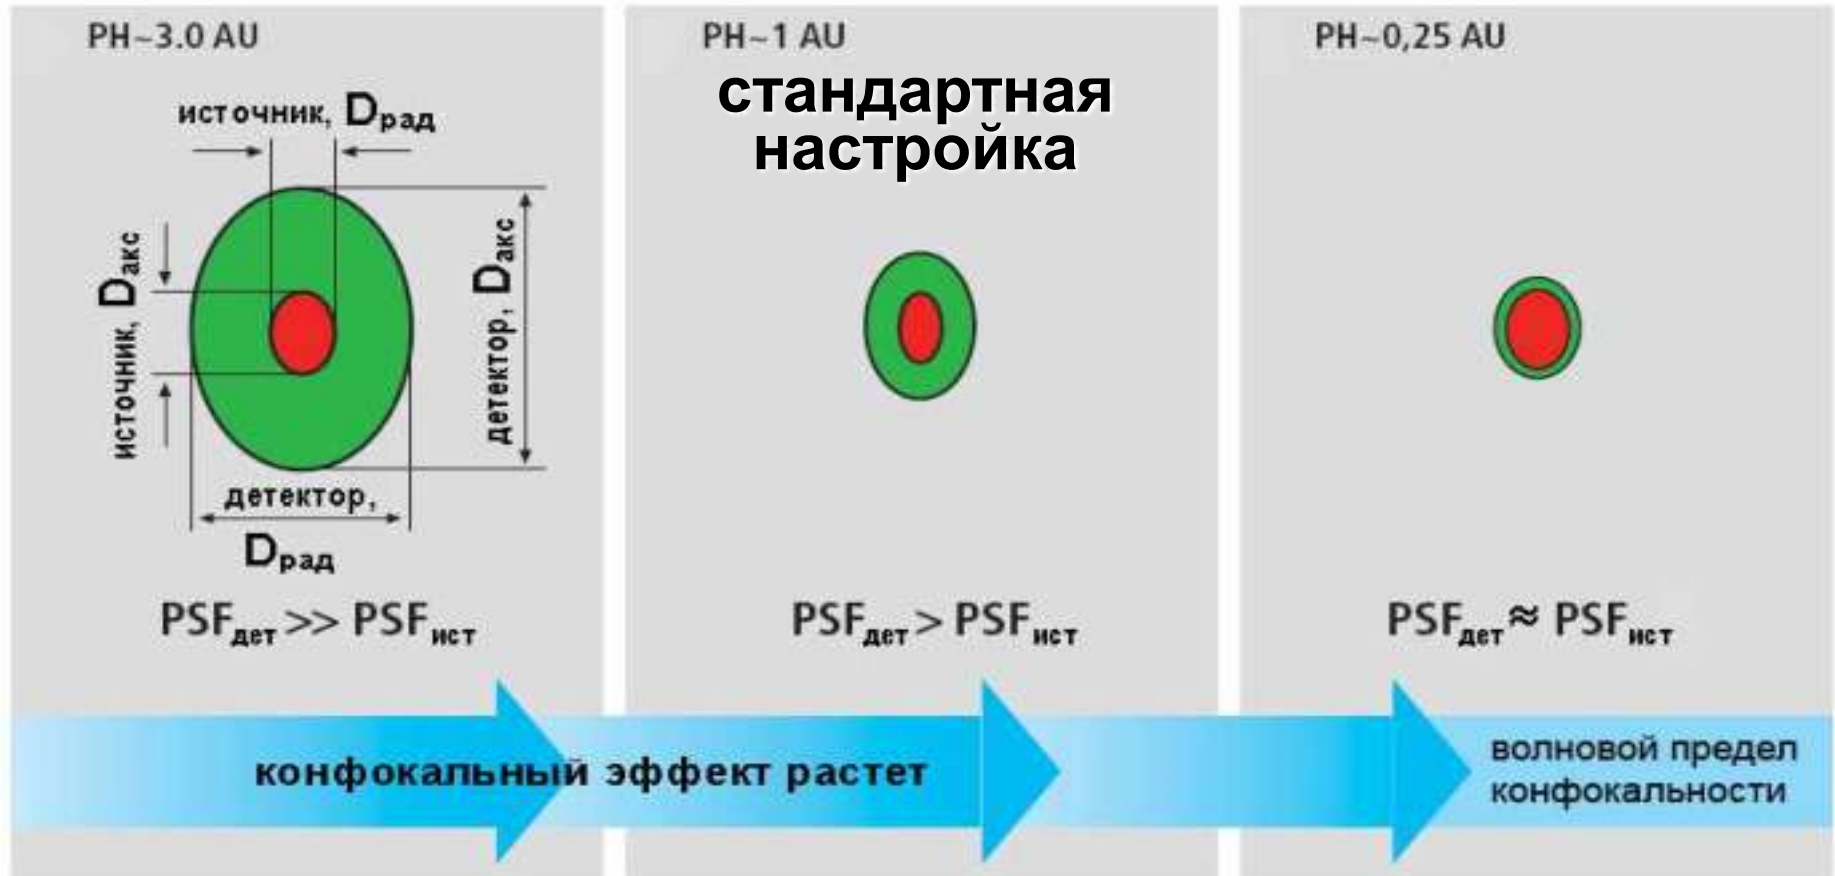 PH~3.0 AU
источник, Dрад
источник, Dакс
детектор, Dакс
детектор,
Dрад
PSFдет >> PSFист
PH~1 AU
стандартная
настройка
PSFдет > PSFист
PH~0,25 AU
PSFдет ≈ PSFист
конфокальный эффект растет
волновой предел
конфокальности